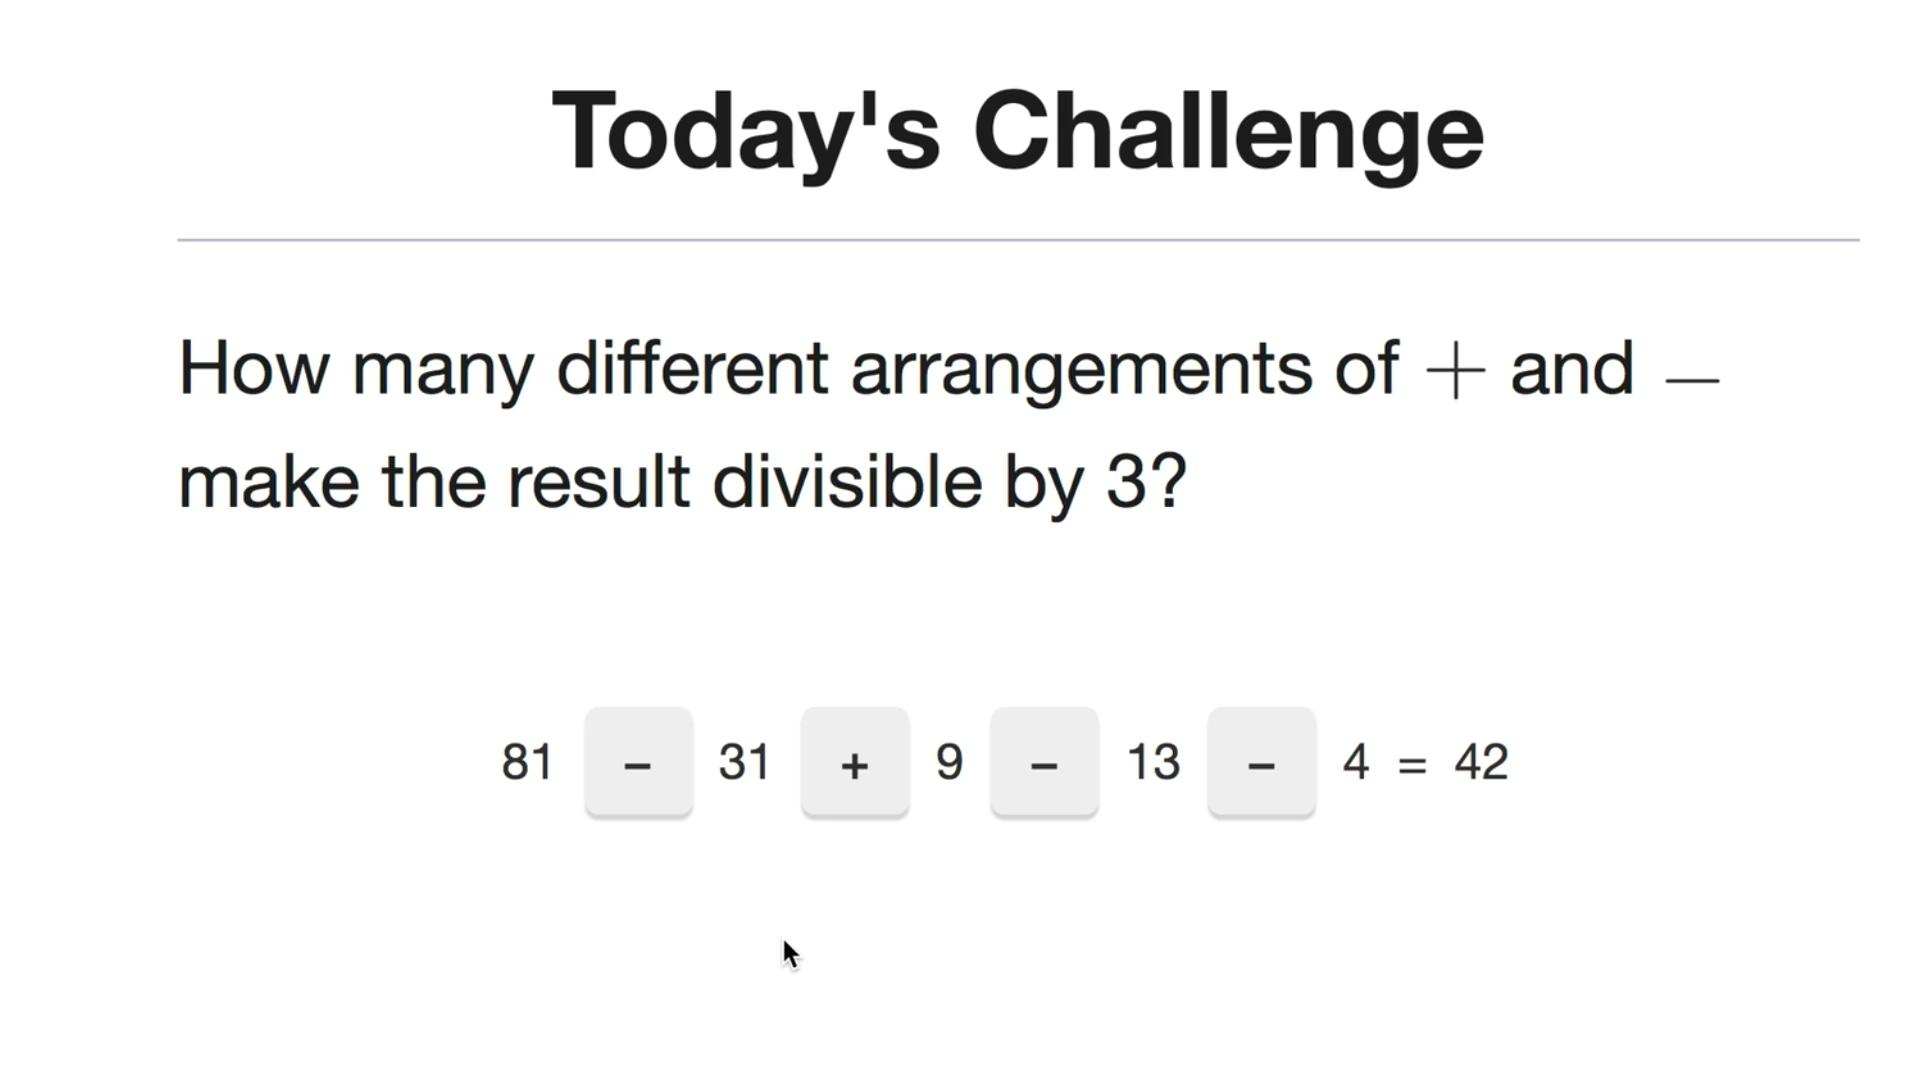 Today's Challenge
How many different arrangements of + and −
make the result divisible by 3?
81 − 31 + 9 − 13 − 4 = 42